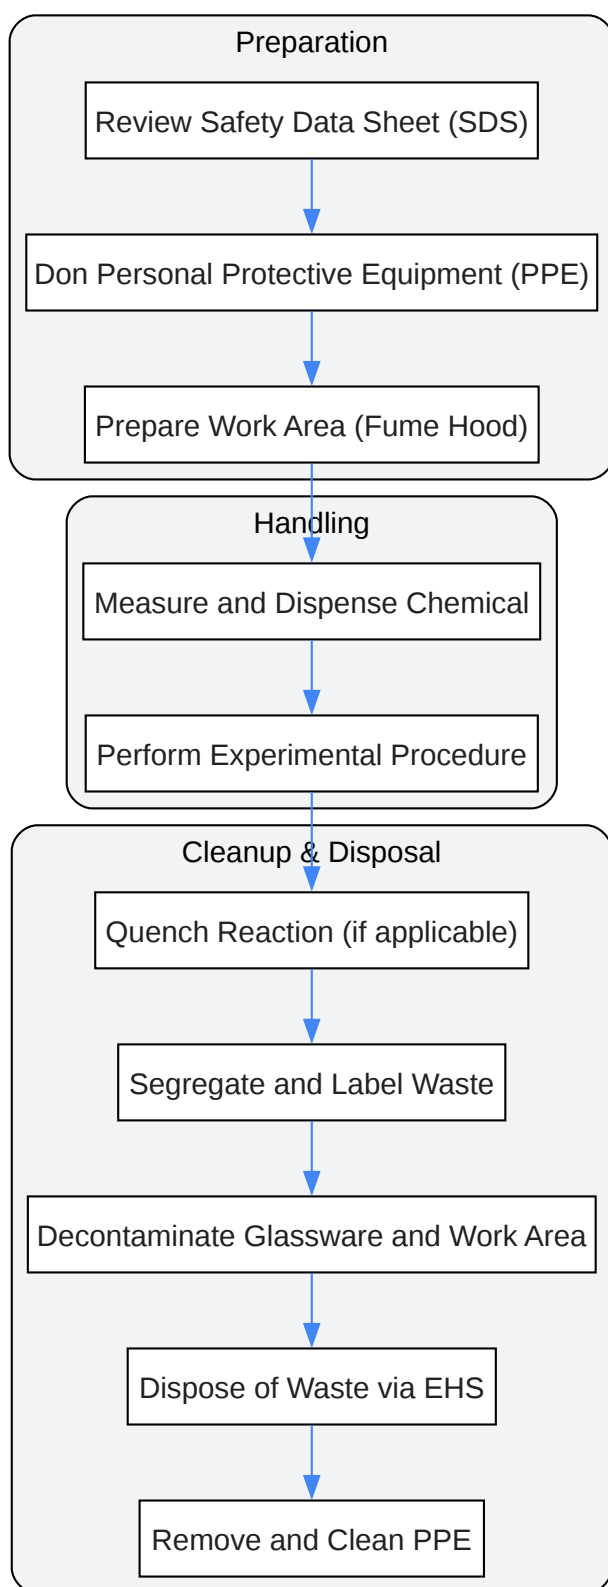 Preparation
Review Safety Data Sheet (SDS)
Don Personal Protective Equipment (PPE)
Prepare Work Area (Fume Hood)
Handling
Measure and Dispense Chemical
Perform Experimental Procedure
Cleanup & Disposal
Quench Reaction (if applicable)
Segregate and Label Waste
Decontaminate Glassware and Work Area
Dispose of Waste via EHS
Remove and Clean PPE